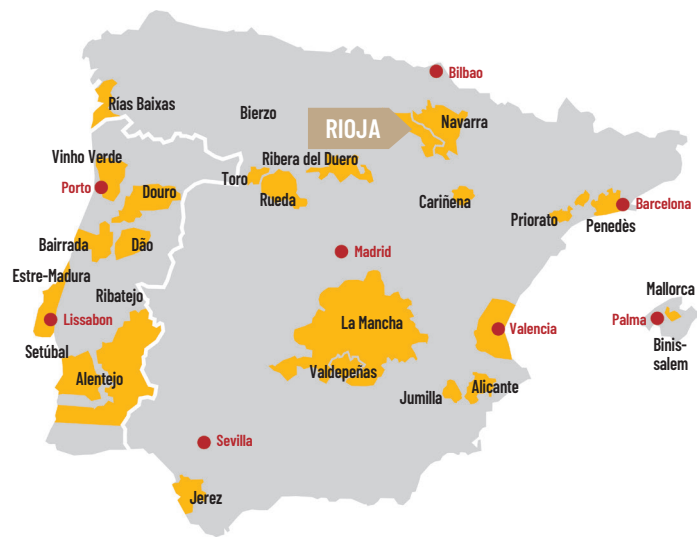 Bilbao
Rías Baixas
Bierzo
RIOJA
Navarra
Vinho Verde
Ribera del Duero
Toro
Porto
Douro
Rueda
Cariñena
Priorato
Barcelona
Penedès
Bairrada
Dão
Madrid
Estre-Madura
Ribatejo
Mallorca
Lissabon
La Mancha
Valencia
Palma
Binis-
salem
Setúbal
Alentejo
Valdepeñas
Jumilla
Alicante
Sevilla
Jerez